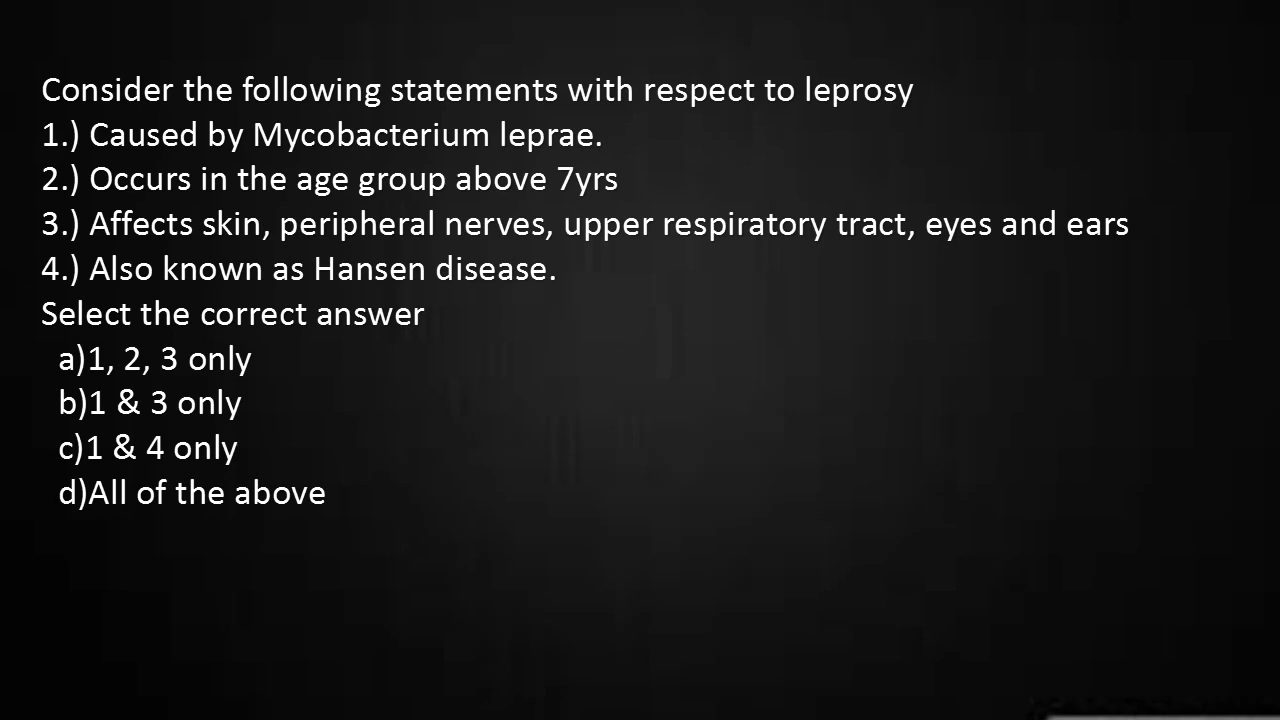 Consider the following statements with respect to leprosy
1.) Caused by Mycobacterium leprae.
2.) Occurs in the age group above 7yrs
3.) Affects skin, peripheral nerves, upper respiratory tract, eyes and ears
4.) Also known as Hansen disease.
Select the correct answer
a)1, 2, 3 only
b)1 & 3 only
c)1 & 4 only
d)All of the above